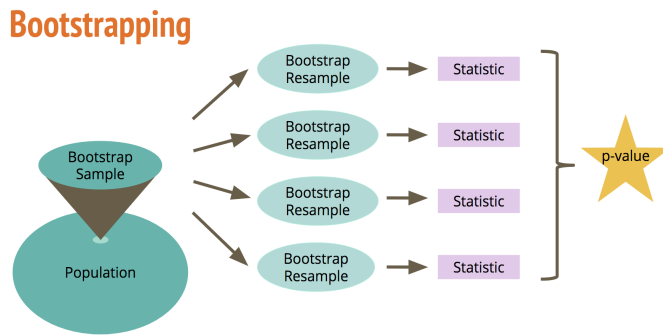 Bootstrapping
Bootstrap
Sample
Population
Bootstrap
Resample
Statistic
Bootstrap
Resample
Statistic
Bootstrap
Resample
Statistic
Bootstrap
Resample
Statistic
p-value